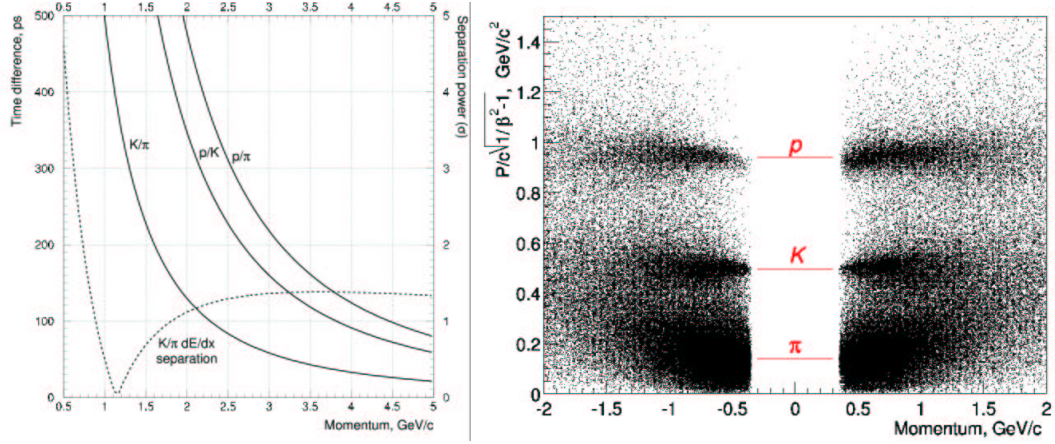 0.5 1 1.5 2 2.5 3 3.5 4 4.5 5
Time difference, ps
500
400
300
200
100
0
K/π
p/K
p/π
K/π dE/dx
separation
5
4
3
2
1
0
Separation power (σ)
0.5 1 1.5 2 2.5 3 3.5 4 4.5 5
Momentum, GeV/c
P/c√1/β²-1, GeV/c²
1.4
1.2
1
0.8
0.6
0.4
0.2
0
p
K
π
-2 -1.5 -1 -0.5 0 0.5 1 1.5 2
Momentum, GeV/c